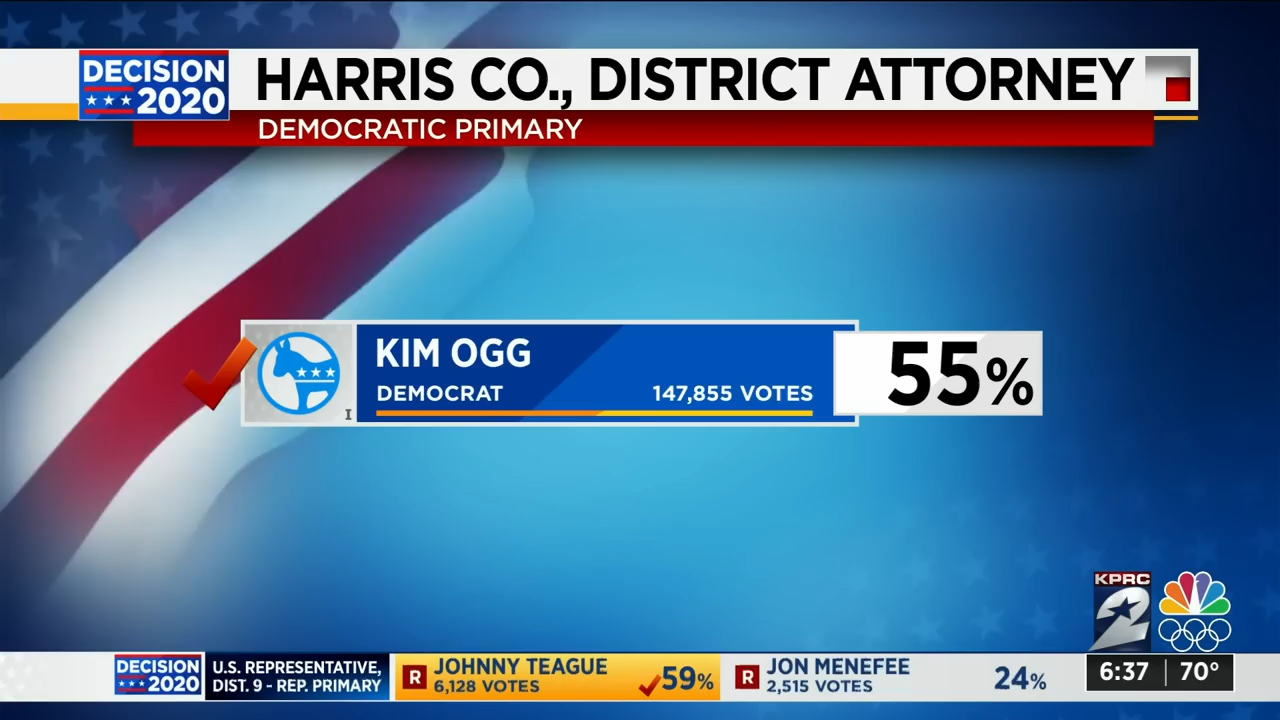 DECISION
2020
HARRIS CO., DISTRICT ATTORNEY
DEMOCRATIC PRIMARY
KIM OGG
DEMOCRAT 147,855 VOTES
I
55%
KPRC
2
DECISION
2020
U.S. REPRESENTATIVE,
DIST. 9 - REP. PRIMARY
R JOHNNY TEAGUE
6,128 VOTES
59%
R JON MENEFEE
2,515 VOTES
24%
6:37 70°